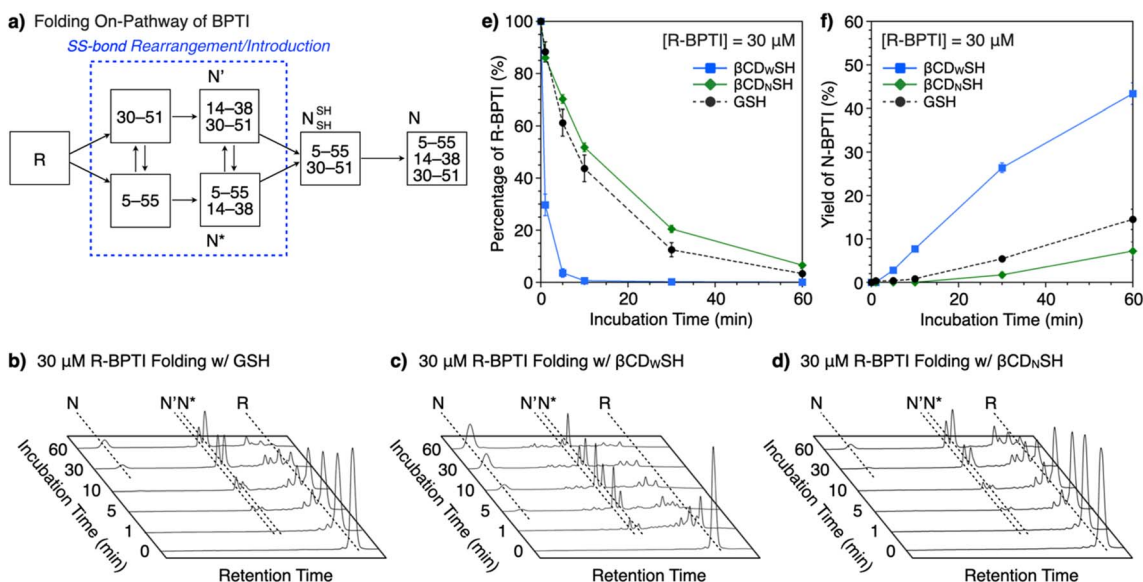 a) Folding On-Pathway of BPTI
SS-bond Rearrangement/Introduction
N'
R
30–51
14–38
30–51
5–55
5–55
14–38
N*
N SH SH
5–55
30–51
N
5–55
14–38
30–51
e)
[R-BPTI] = 30 μM
βCDWSH
βCDNSH
GSH
Percentage of R-BPTI (%)
100
80
60
40
20
0
0
20
40
60
Incubation Time (min)
f)
[R-BPTI] = 30 μM
βCDWSH
βCDNSH
GSH
Yield of N-BPTI (%)
60
50
40
30
20
10
0
0
20
40
60
Incubation Time (min)
b) 30 μM R-BPTI Folding w/ GSH
N N' N* R
60
30
10
5
1
0
Incubation Time (min)
Retention Time
c) 30 μM R-BPTI Folding w/ βCDWSH
N N' N* R
60
30
10
5
1
0
Incubation Time (min)
Retention Time
d) 30 μM R-BPTI Folding w/ βCDNSH
N N' N* R
60
30
10
5
1
0
Incubation Time (min)
Retention Time